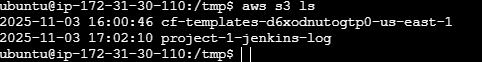 ubuntu@ip-172-31-30-110:/tmp$ aws s3 ls
2025-11-03 16:00:46 cf-templates-d6xodnutogtp0-us-east-1
2025-11-03 17:02:10 project-1-jenkins-log
ubuntu@ip-172-31-30-110:/tmp$